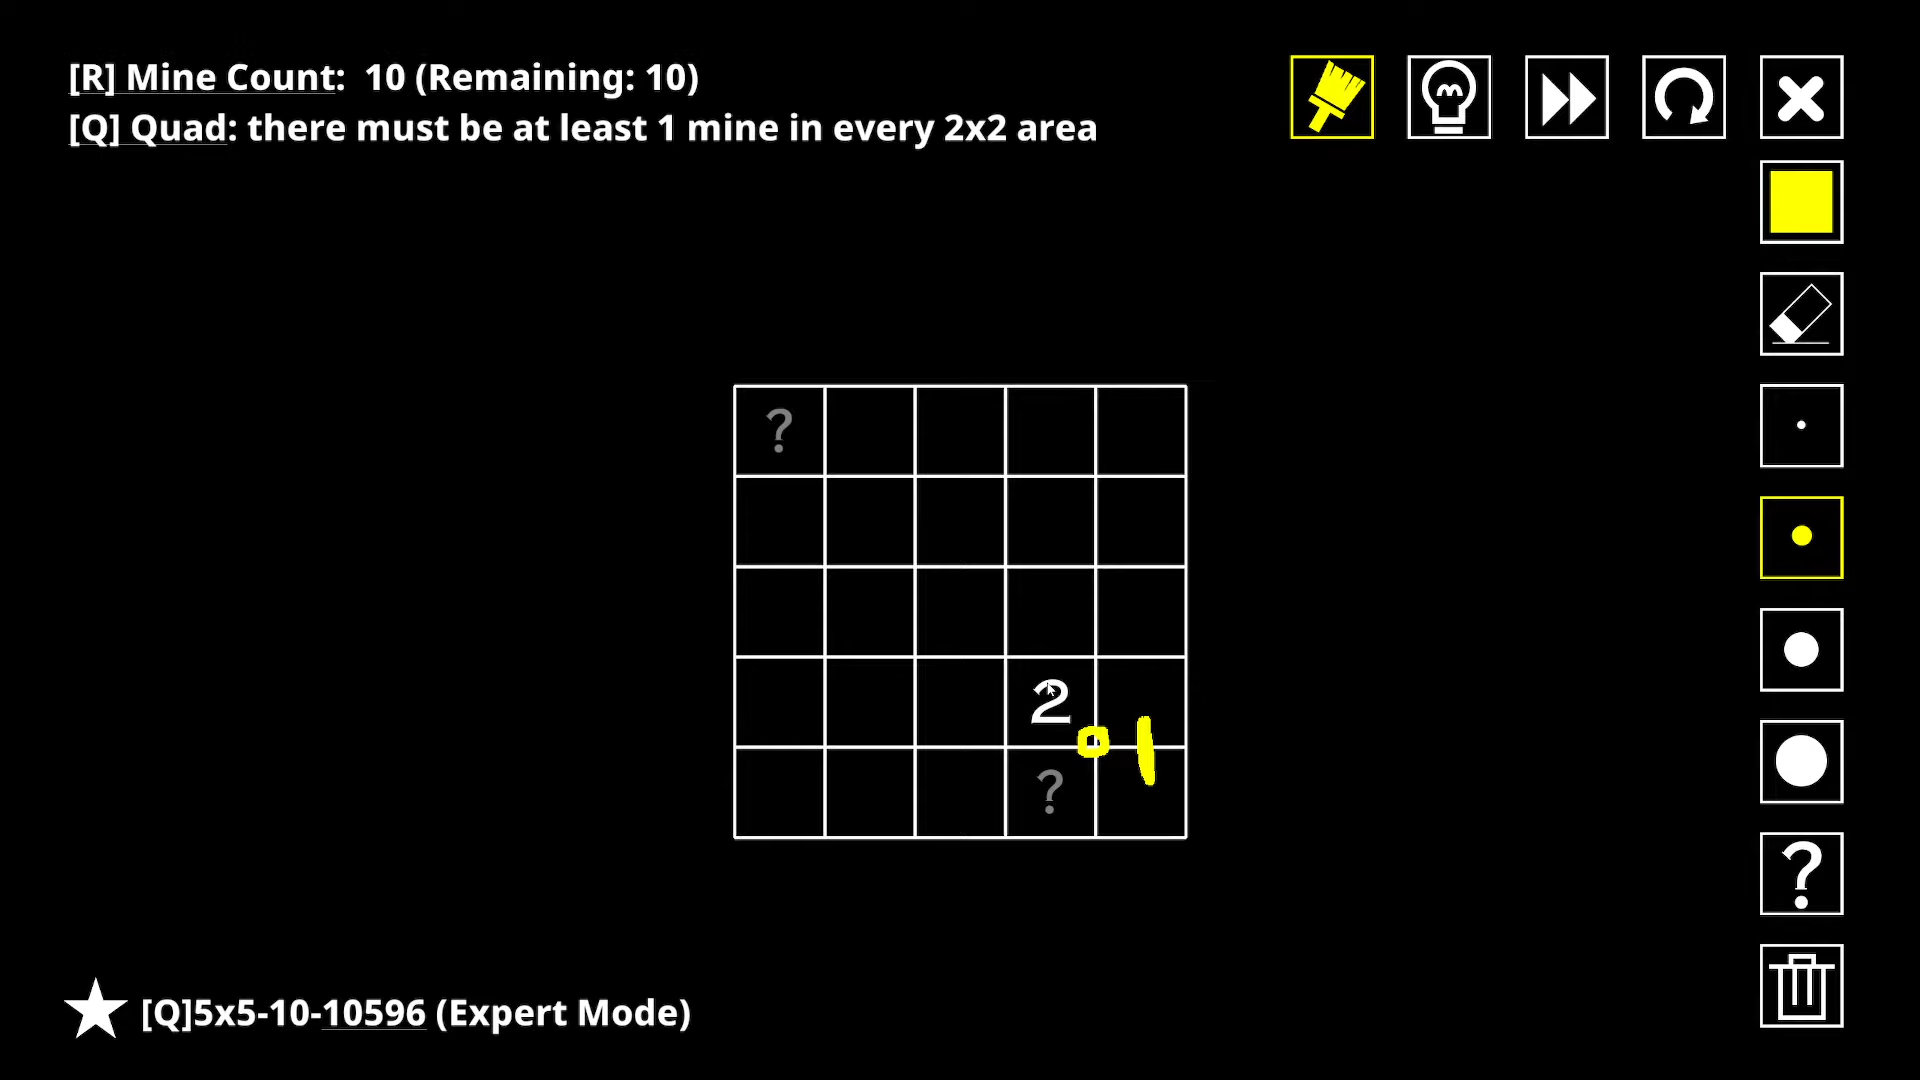 [R] Mine Count: 10 (Remaining: 10)
[Q] Quad: there must be at least 1 mine in every 2x2 area
?
2
?
?
[Q]5x5-10-10596 (Expert Mode)